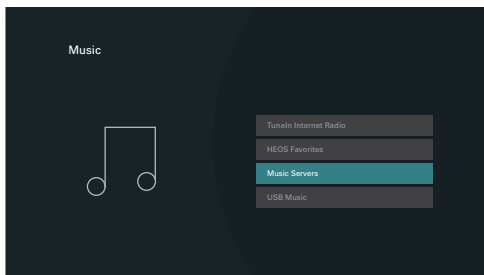 Music
TuneIn Internet Radio
HEOS Favorites
Music Servers
USB Music